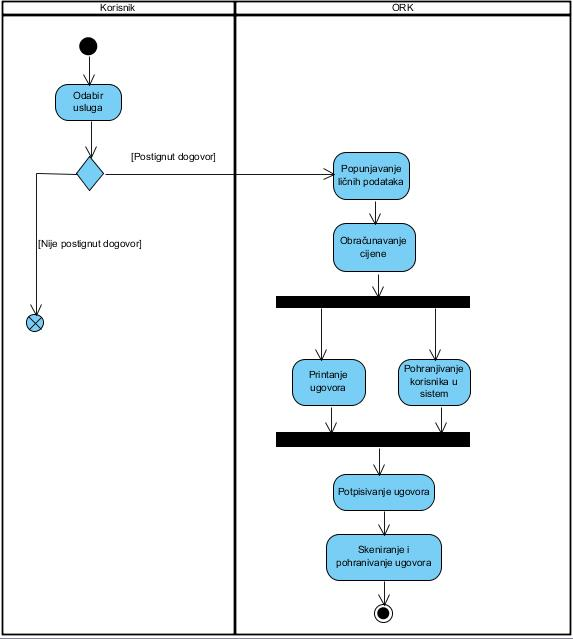 Korisnik
ORK
Odabir
usluga
[Postignut dogovor]
Popunjavanje
ličnih podataka
[Nije postignut dogovor]
Obračunavanje
cijene
Printanje
ugovora
Pohranjivanje
korisnika u
sistem
Potpisivanje ugovora
Skeniranje i
pohranivanje ugovora